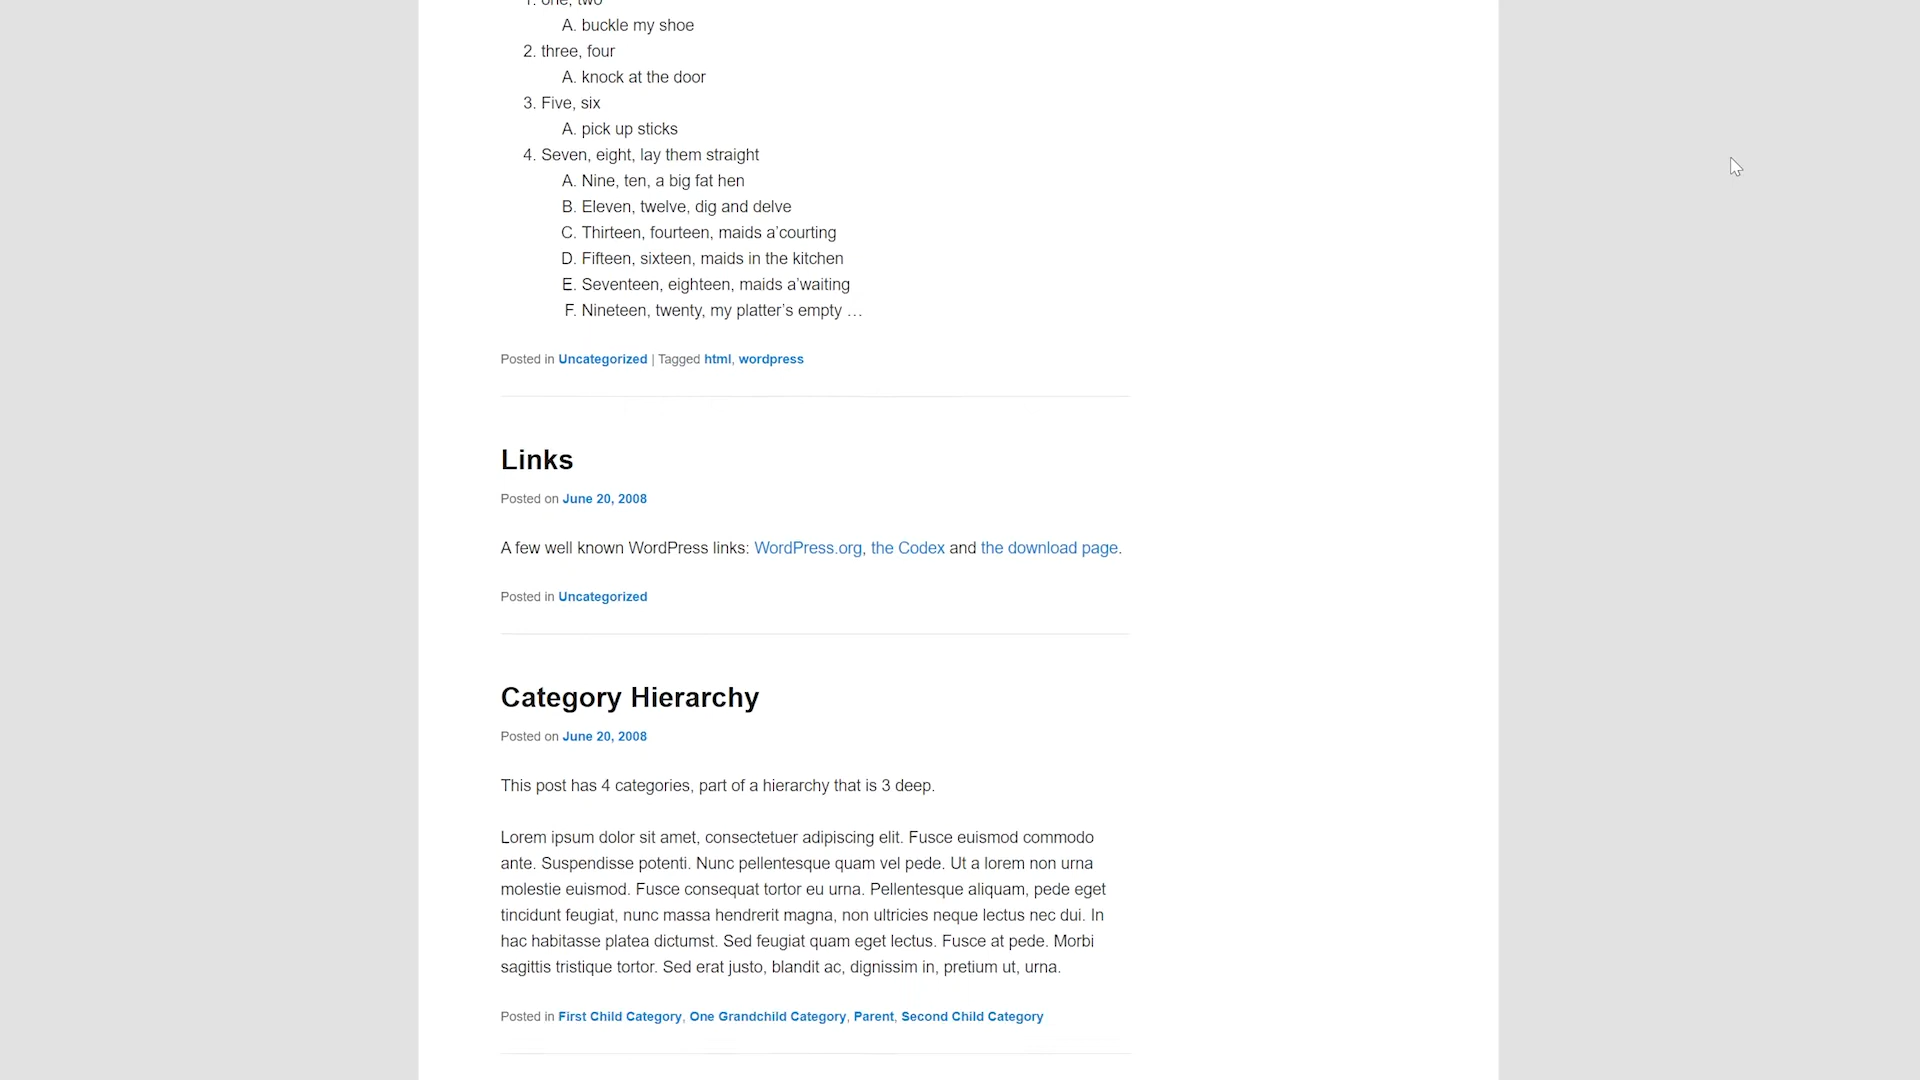 1. one, two
A. buckle my shoe
2. three, four
A. knock at the door
3. Five, six
A. pick up sticks
4. Seven, eight, lay them straight
A. Nine, ten, a big fat hen
B. Eleven, twelve, dig and delve
C. Thirteen, fourteen, maids a’courting
D. Fifteen, sixteen, maids in the kitchen
E. Seventeen, eighteen, maids a’waiting
F. Nineteen, twenty, my platter’s empty …
Posted in Uncategorized | Tagged html, wordpress
Links
Posted on June 20, 2008
A few well known WordPress links: WordPress.org, the Codex and the download page.
Posted in Uncategorized
Category Hierarchy
Posted on June 20, 2008
This post has 4 categories, part of a hierarchy that is 3 deep.
Lorem ipsum dolor sit amet, consectetuer adipiscing elit. Fusce euismod commodo
ante. Suspendisse potenti. Nunc pellentesque quam vel pede. Ut a lorem non urna
molestie euismod. Fusce consequat tortor eu urna. Pellentesque aliquam, pede eget
tincidunt feugiat, nunc massa hendrerit magna, non ultricies neque lectus nec dui. In
hac habitasse platea dictumst. Sed feugiat quam eget lectus. Fusce at pede. Morbi
sagittis tristique tortor. Sed erat justo, blandit ac, dignissim in, pretium ut, urna.
Posted in First Child Category, One Grandchild Category, Parent, Second Child Category